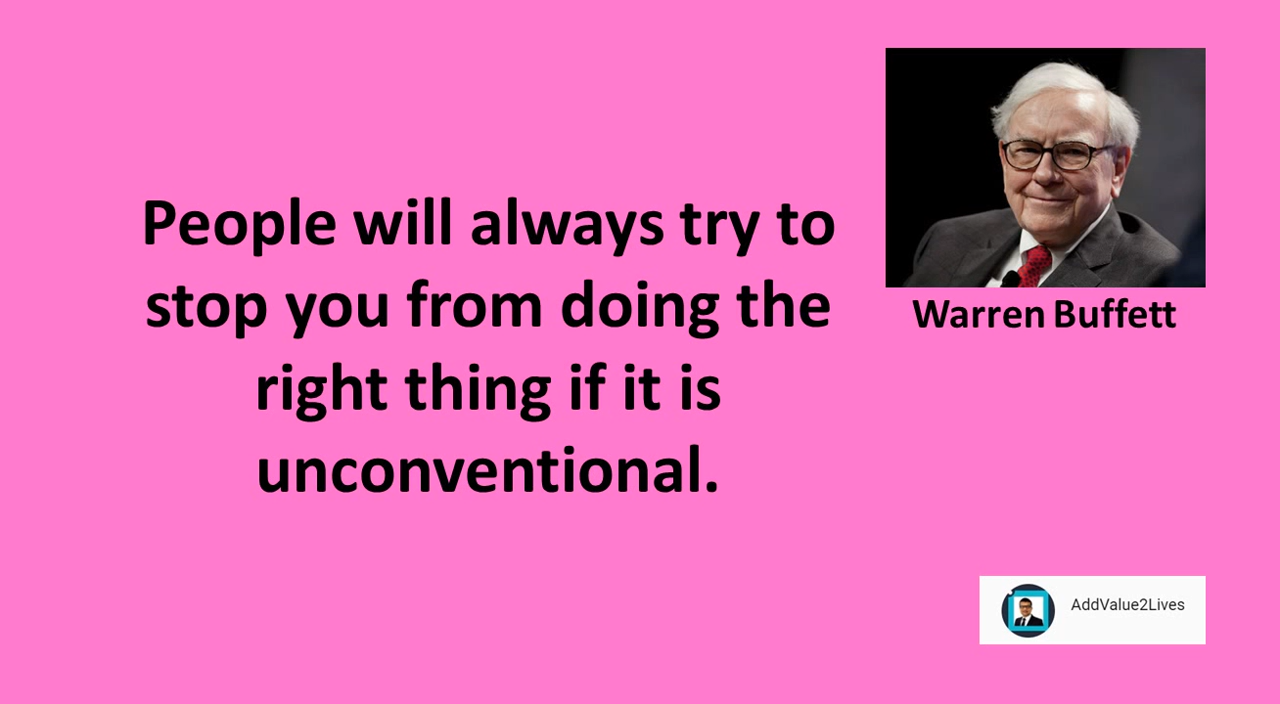 People will always try to
stop you from doing the
right thing if it is
unconventional.
Warren Buffett
AddValue2Lives